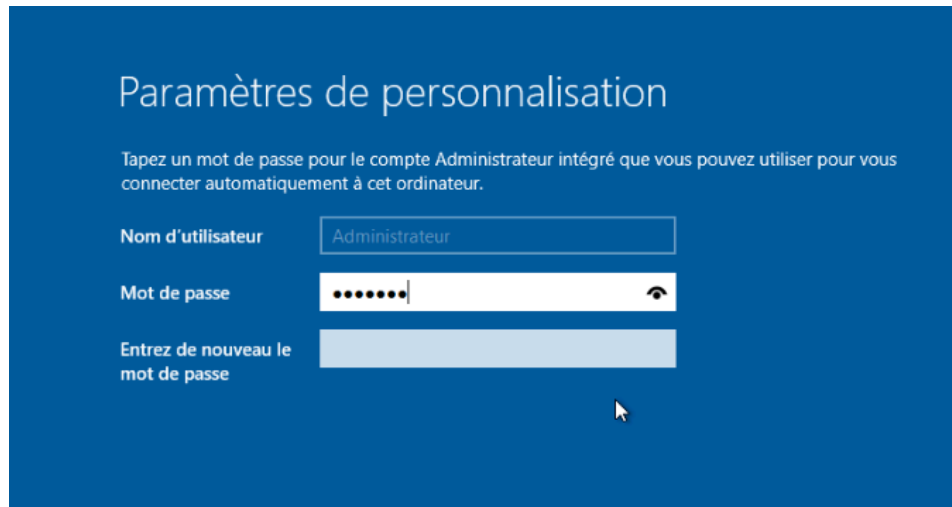 Paramètres de personnalisation
Tapez un mot de passe pour le compte Administrateur intégré que vous pouvez utiliser pour vous
connecter automatiquement à cet ordinateur.
Nom d'utilisateur
Administrateur
Mot de passe
•••••••
Entrez de nouveau le
mot de passe